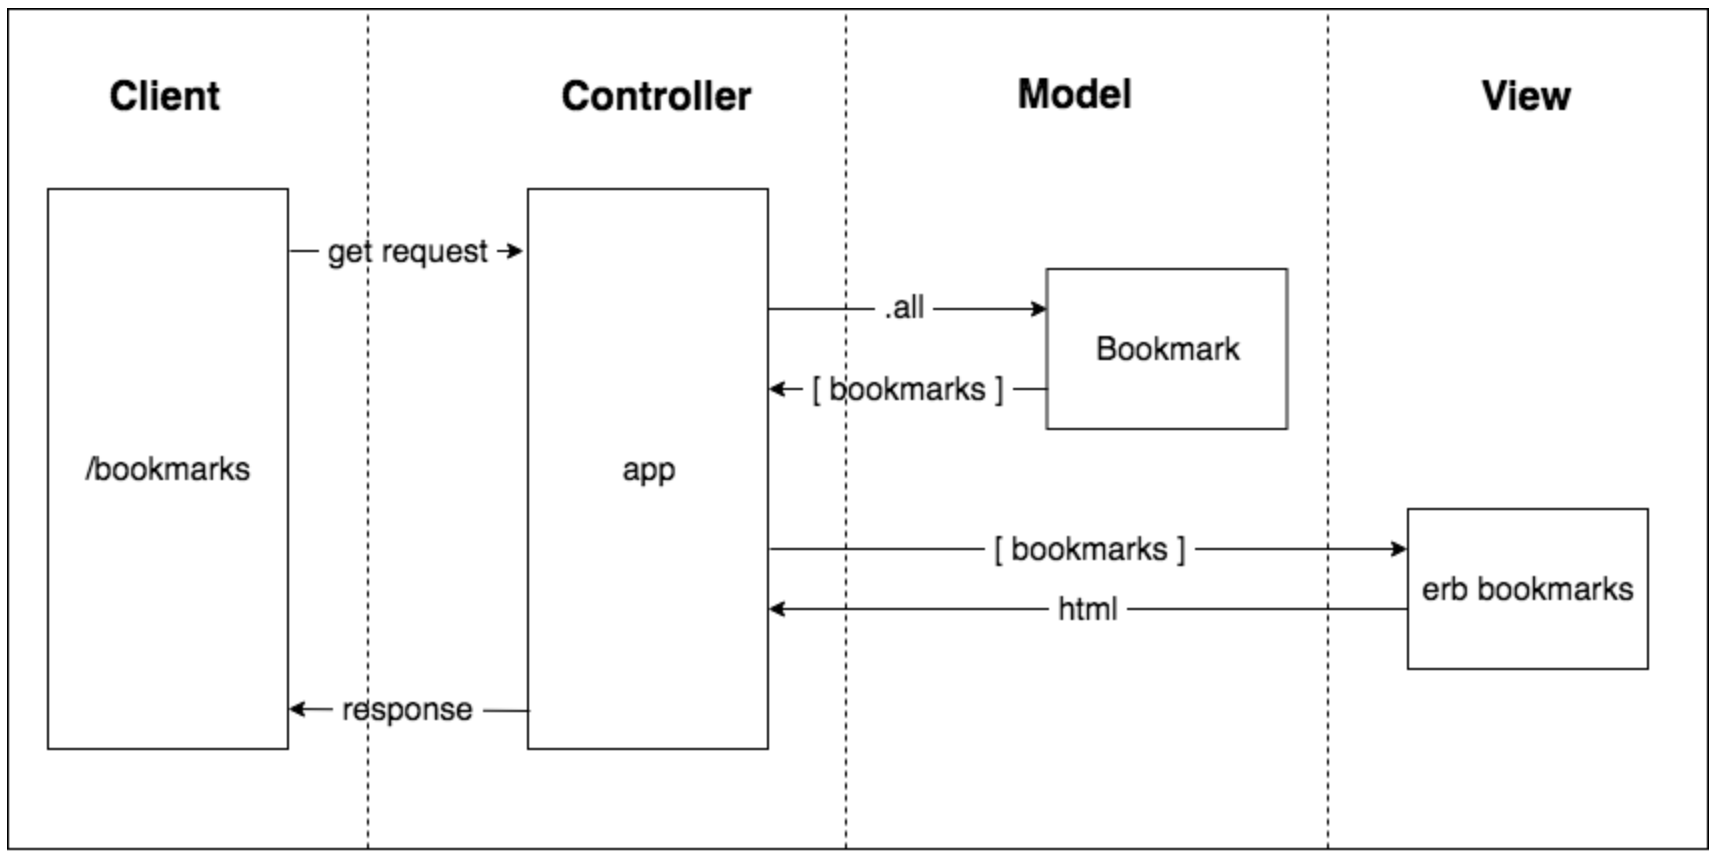 Client
Controller
Model
View
get request
.all
Bookmark
[ bookmarks ]
/bookmarks
app
[ bookmarks ]
erb bookmarks
html
response